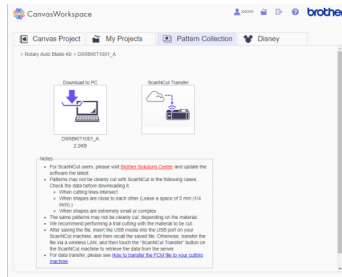 CanvasWorkspace
brother
Canvas Project
My Projects
Pattern Collection
Disney
> Rotary Auto Blade Kit > OXRBKIT1001_A
Download to PC
ScanNCut Transfer
OXRBKIT1001_A
2.2KB
Notes
• For ScanNCut users, please visit Brother Solutions Center and update the
software the latest.
• Patterns may not be cleanly cut with ScanNCut in the following cases.
Check the data before downloading it:
• When cutting lines intersect
• When shapes are close to each other (Leave a space of 5 mm (1/4
inch).)
• When shapes are extremely small or complex
• The same patterns may not be cleanly cut, depending on the material.
• We recommend performing a trial cutting with the material to be cut.
• After saving the file, insert the USB media into the USB port on your
ScanNCut machine, and then recall the saved file. Otherwise, transfer the
file via a wireless LAN, and then touch the "ScanNCut Transfer" button on
the ScanNCut machine to retrieve the data from the server.
• For data transfer, please see How to transfer the FCM file to your cutting
machine.